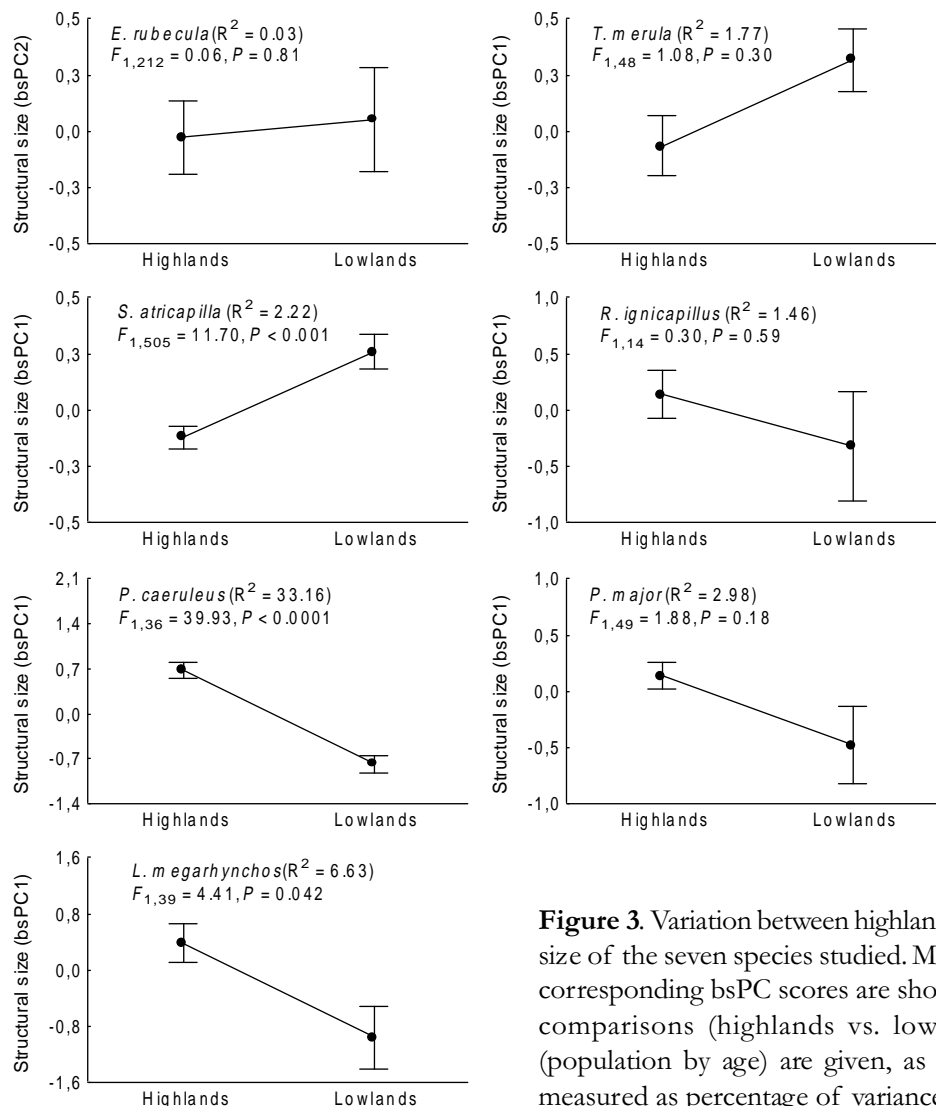 E. rubecula (R² = 0.03)
F1,212 = 0.06, P = 0.81
Structural size (bsPC2)
0,5
0,3
0,0
-0,3
-0,5
Highlands Lowlands
T. merula (R² = 1.77)
F1,48 = 1.08, P = 0.30
Structural size (bsPC1)
0,5
0,3
0,0
-0,3
-0,5
Highlands Lowlands
S. atricapilla (R² = 2.22)
F1,505 = 11.70, P < 0.001
Structural size (bsPC1)
0,5
0,3
0,0
-0,3
-0,5
Highlands Lowlands
R. ignicapillus (R² = 1.46)
F1,14 = 0.30, P = 0.59
Structural size (bsPC1)
1,0
0,5
0,0
-0,5
-1,0
Highlands Lowlands
P. caeruleus (R² = 33.16)
F1,36 = 39.93, P < 0.0001
Structural size (bsPC1)
2,1
1,4
0,7
0,0
-0,7
-1,4
Highlands Lowlands
P. major (R² = 2.98)
F1,49 = 1.88, P = 0.18
Structural size (bsPC1)
1,0
0,5
0,0
-0,5
-1,0
Highlands Lowlands
L. megarhynchos (R² = 6.63)
F1,39 = 4.41, P = 0.042
Structural size (bsPC1)
1,6
0,8
0,0
-0,8
-1,6
Highlands Lowlands
Figure 3. Variation between highlan
size of the seven species studied. M
corresponding bsPC scores are sho
comparisons (highlands vs. low
(population by age) are given, as
measured as percentage of variance